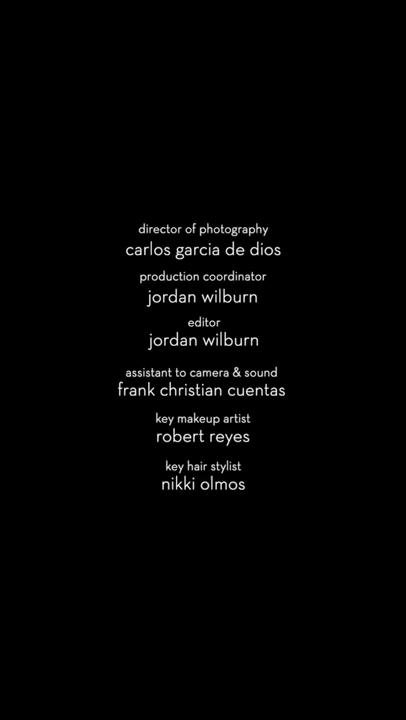 director of photography
carlos garcia de dios
production coordinator
jordan wilburn
editor
jordan wilburn
assistant to camera & sound
frank christian cuentas
key makeup artist
robert reyes
key hair stylist
nikki olmos